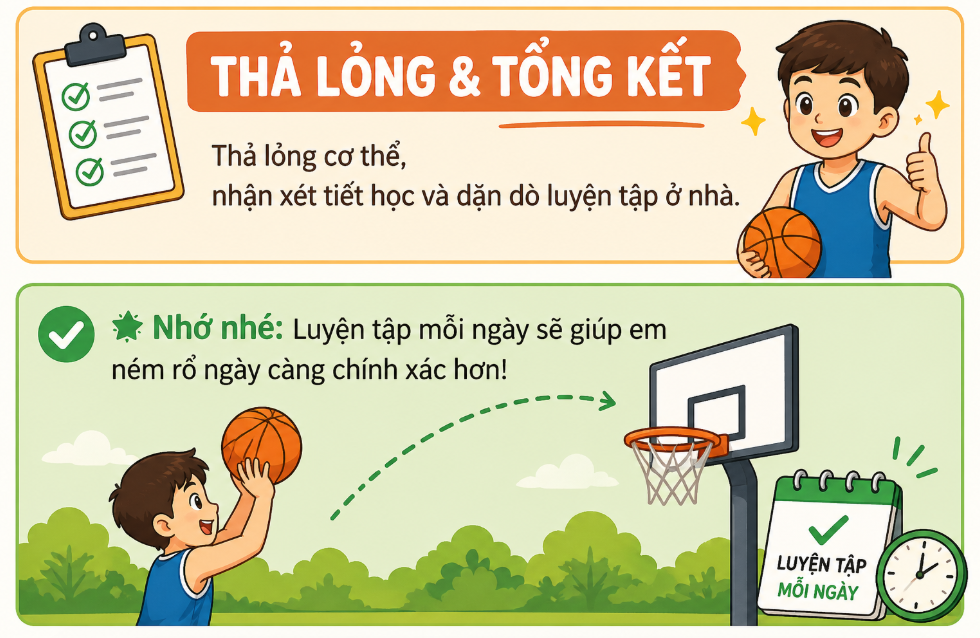 THẢ LỎNG & TỔNG KẾT
Thả lỏng cơ thể,
nhận xét tiết học và dặn dò luyện tập ở nhà.
Nhớ nhé: Luyện tập mỗi ngày sẽ giúp em
ném rổ ngày càng chính xác hơn!
LUYỆN TẬP
MỖI NGÀY